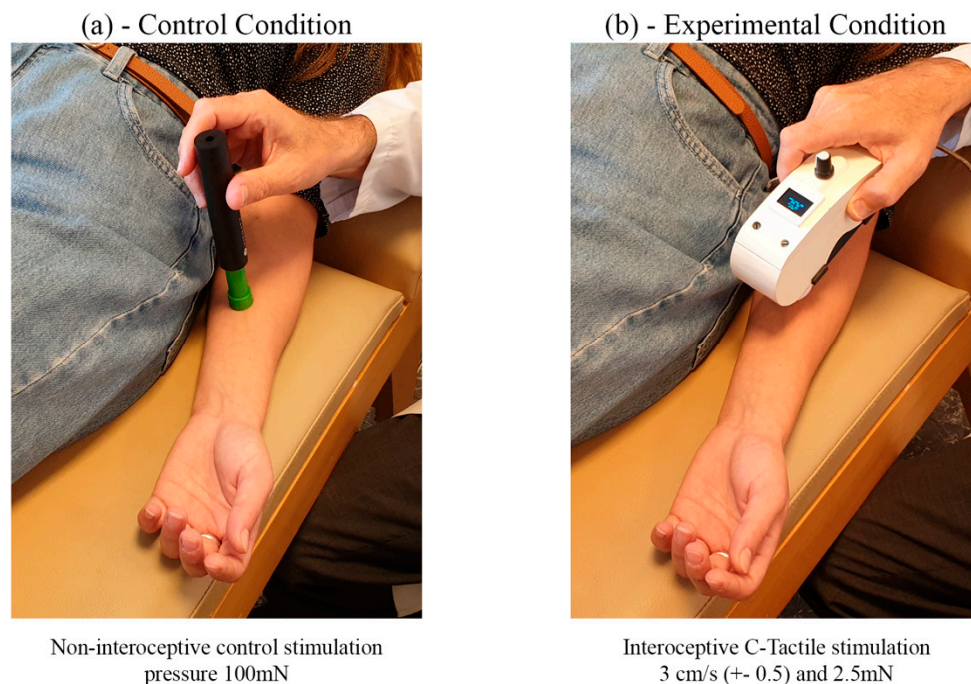 (a) - Control Condition
(b) - Experimental Condition
Non-interoceptive control stimulation
pressure 100mN
Interoceptive C-Tactile stimulation
3 cm/s (+- 0.5) and 2.5mN